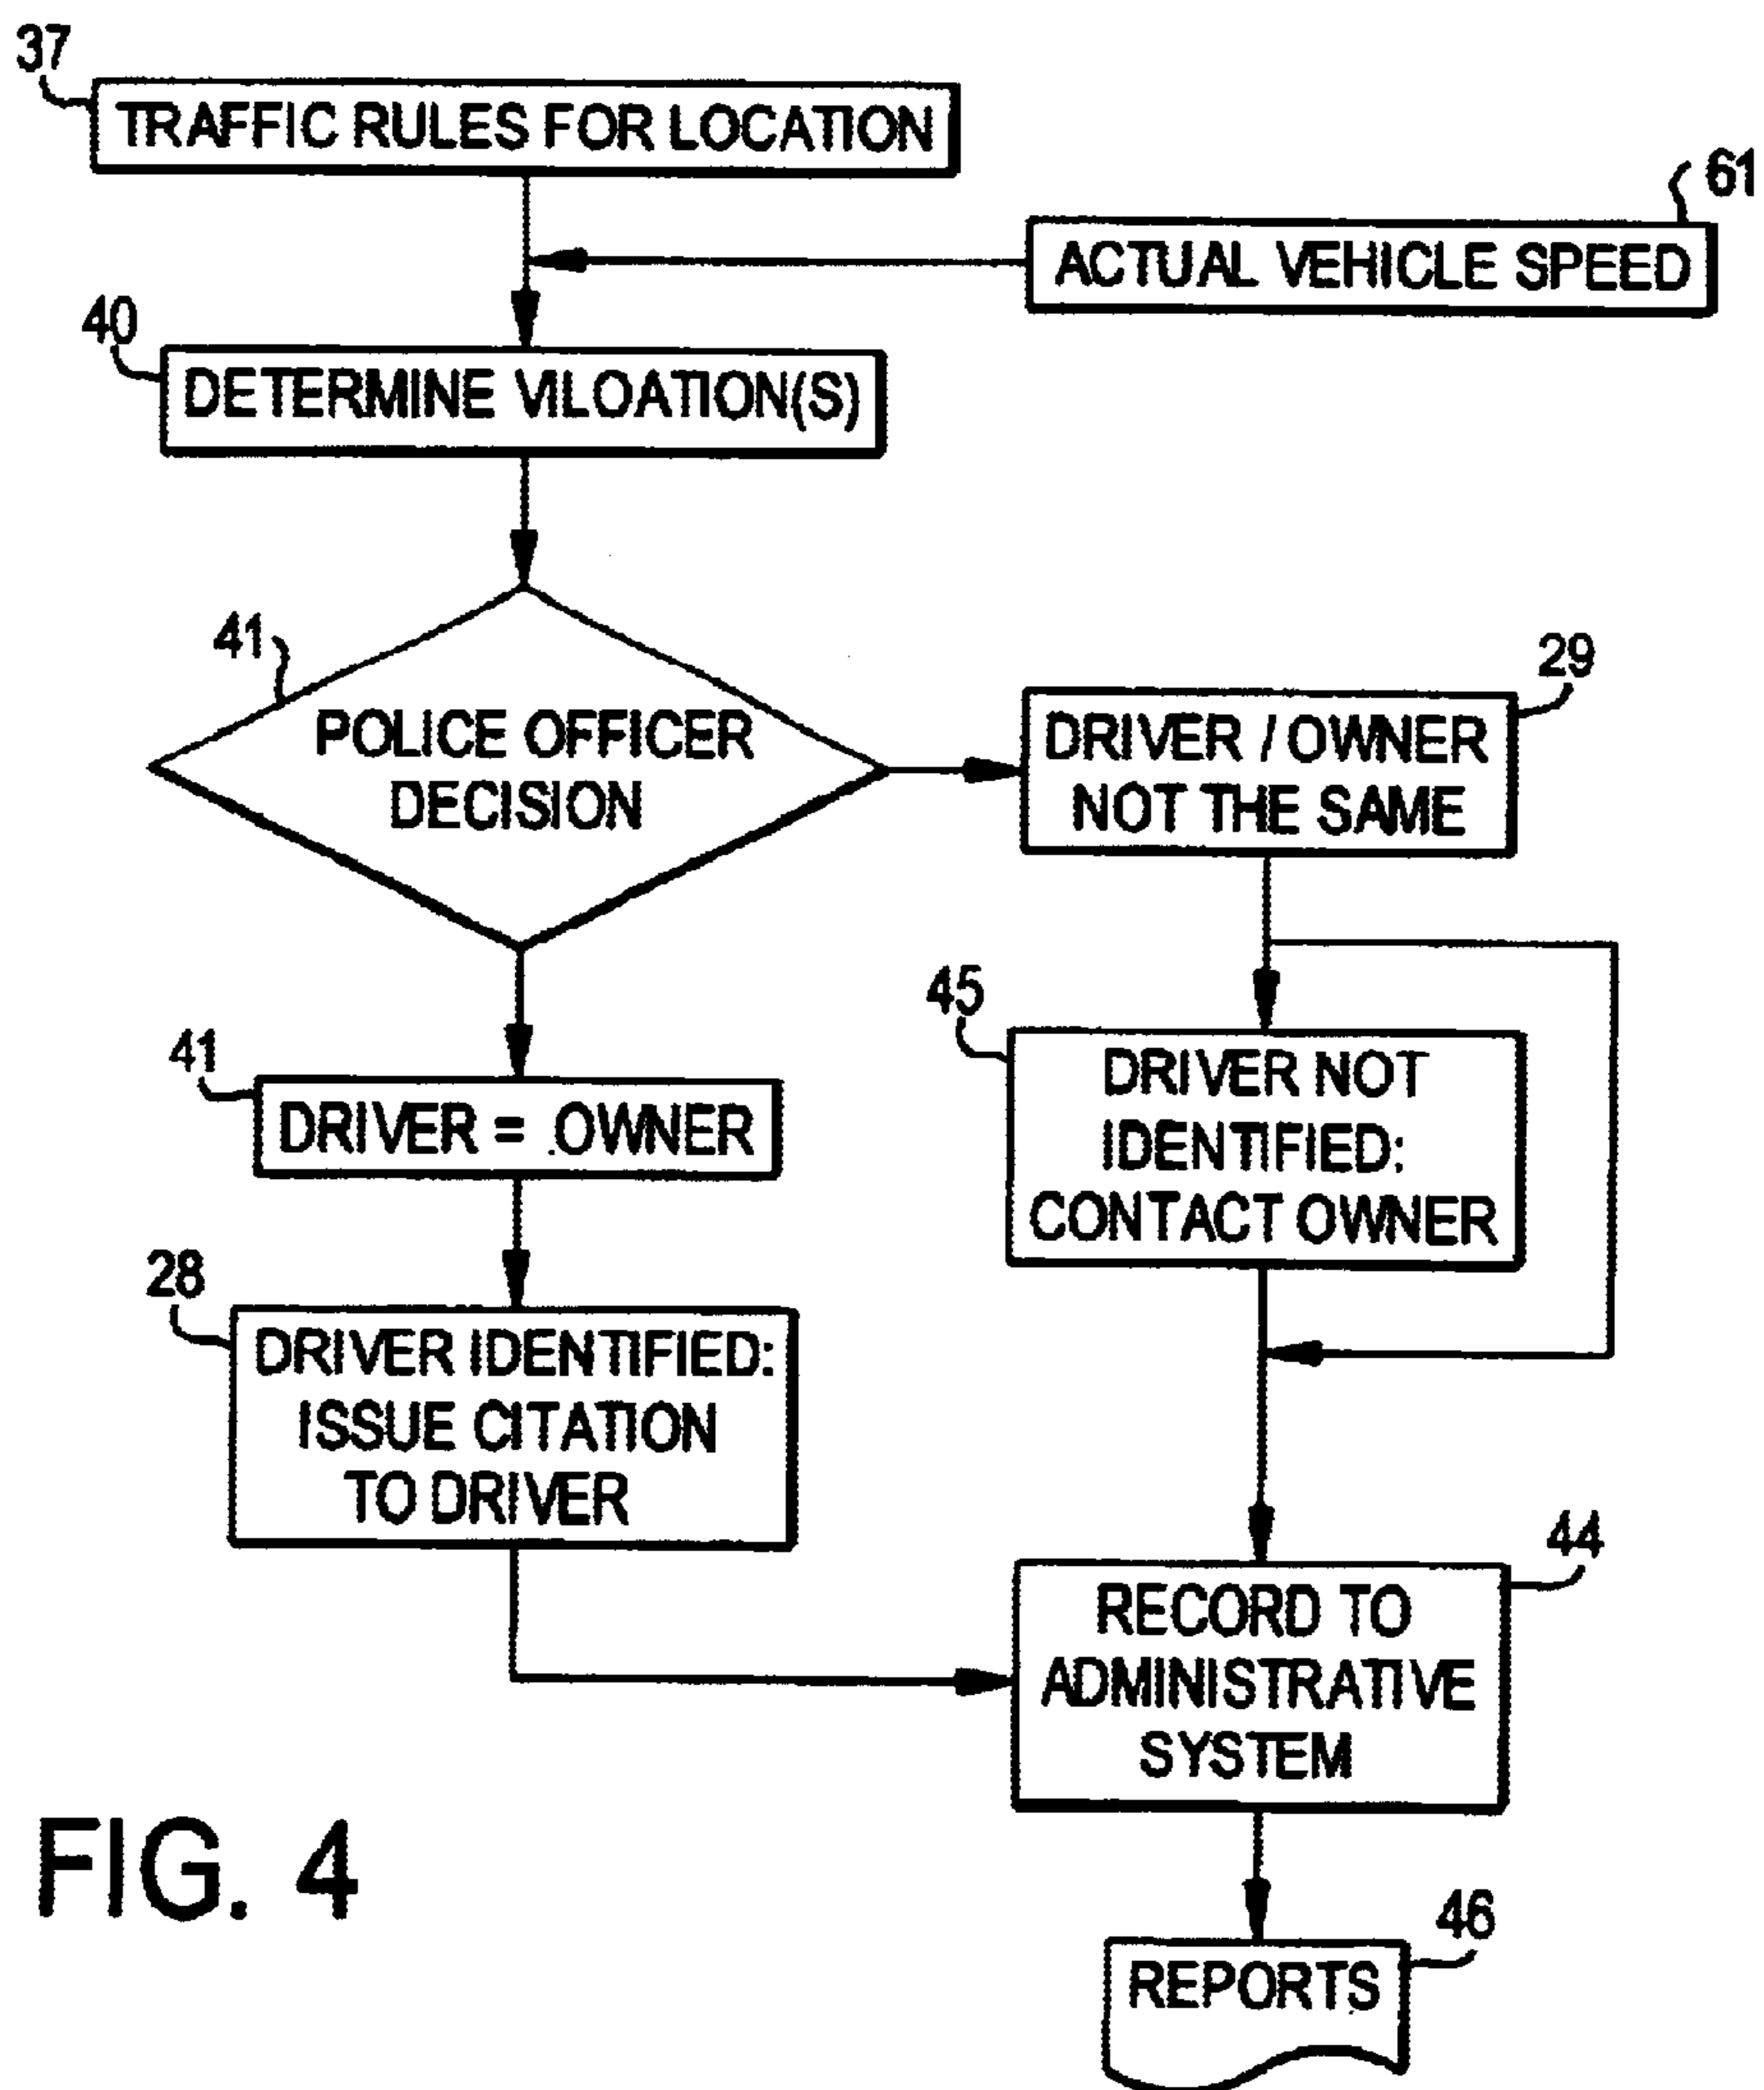 37
TRAFFIC RULES FOR LOCATION
61
ACTUAL VEHICLE SPEED
40
DETERMINE VILOATION(S)
41
POLICE OFFICER
DECISION
29
DRIVER / OWNER
NOT THE SAME
45
DRIVER NOT
IDENTIFIED:
CONTACT OWNER
41
DRIVER = OWNER
28
DRIVER IDENTIFIED:
ISSUE CITATION
TO DRIVER
44
RECORD TO
ADMINISTRATIVE
SYSTEM
46
REPORTS
FIG. 4